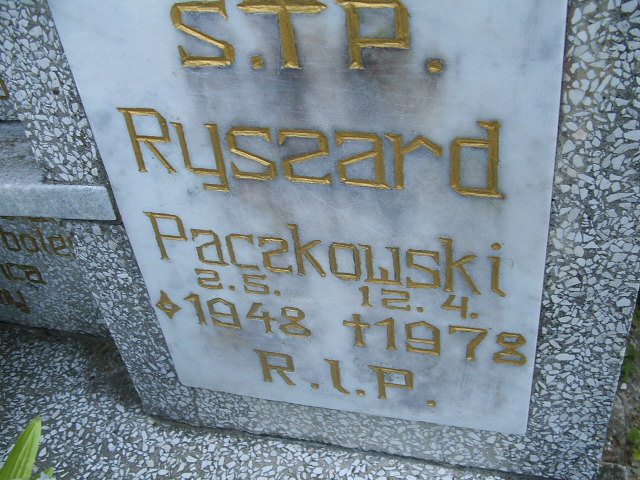 S.†P.
Ryszard
Paczkowski
2.5. 12.4.
1948 †1978
R.I.P.